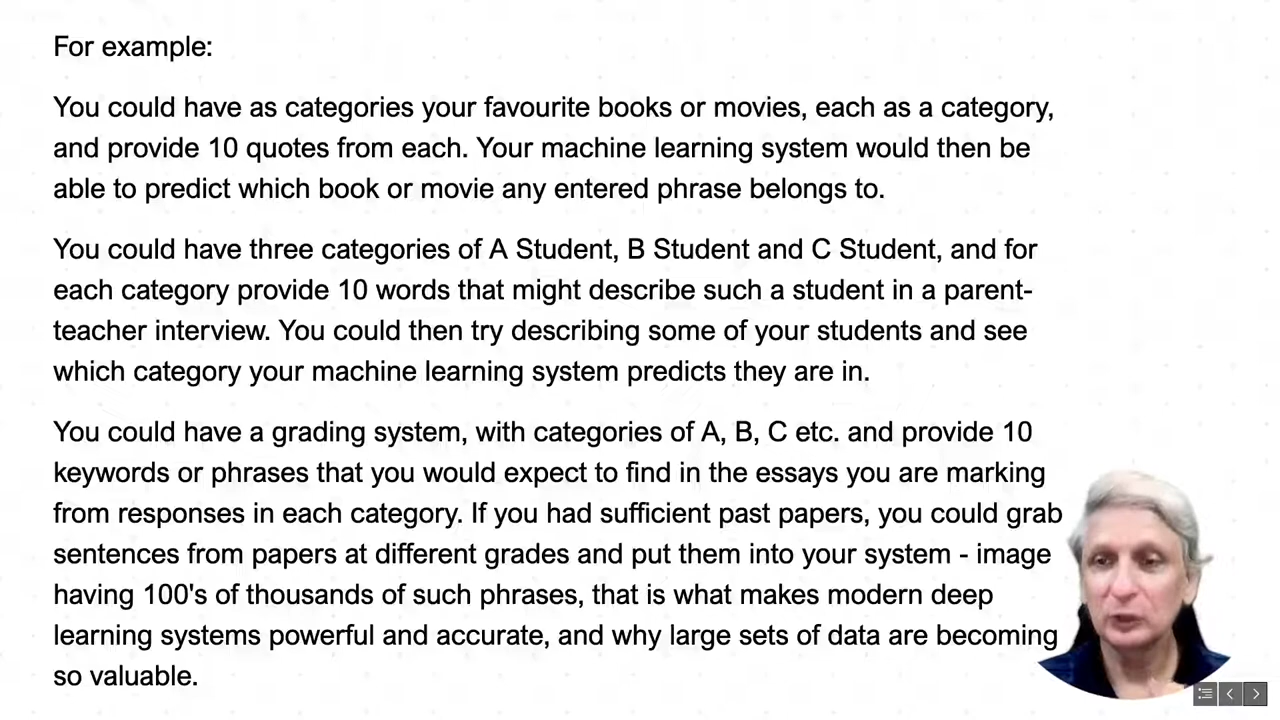 For example:
You could have as categories your favourite books or movies, each as a category,
and provide 10 quotes from each. Your machine learning system would then be
able to predict which book or movie any entered phrase belongs to.
You could have three categories of A Student, B Student and C Student, and for
each category provide 10 words that might describe such a student in a parent-
teacher interview. You could then try describing some of your students and see
which category your machine learning system predicts they are in.
You could have a grading system, with categories of A, B, C etc. and provide 10
keywords or phrases that you would expect to find in the essays you are marking
from responses in each category. If you had sufficient past papers, you could grab
sentences from papers at different grades and put them into your system - image
having 100's of thousands of such phrases, that is what makes modern deep
learning systems powerful and accurate, and why large sets of data are becoming
so valuable.